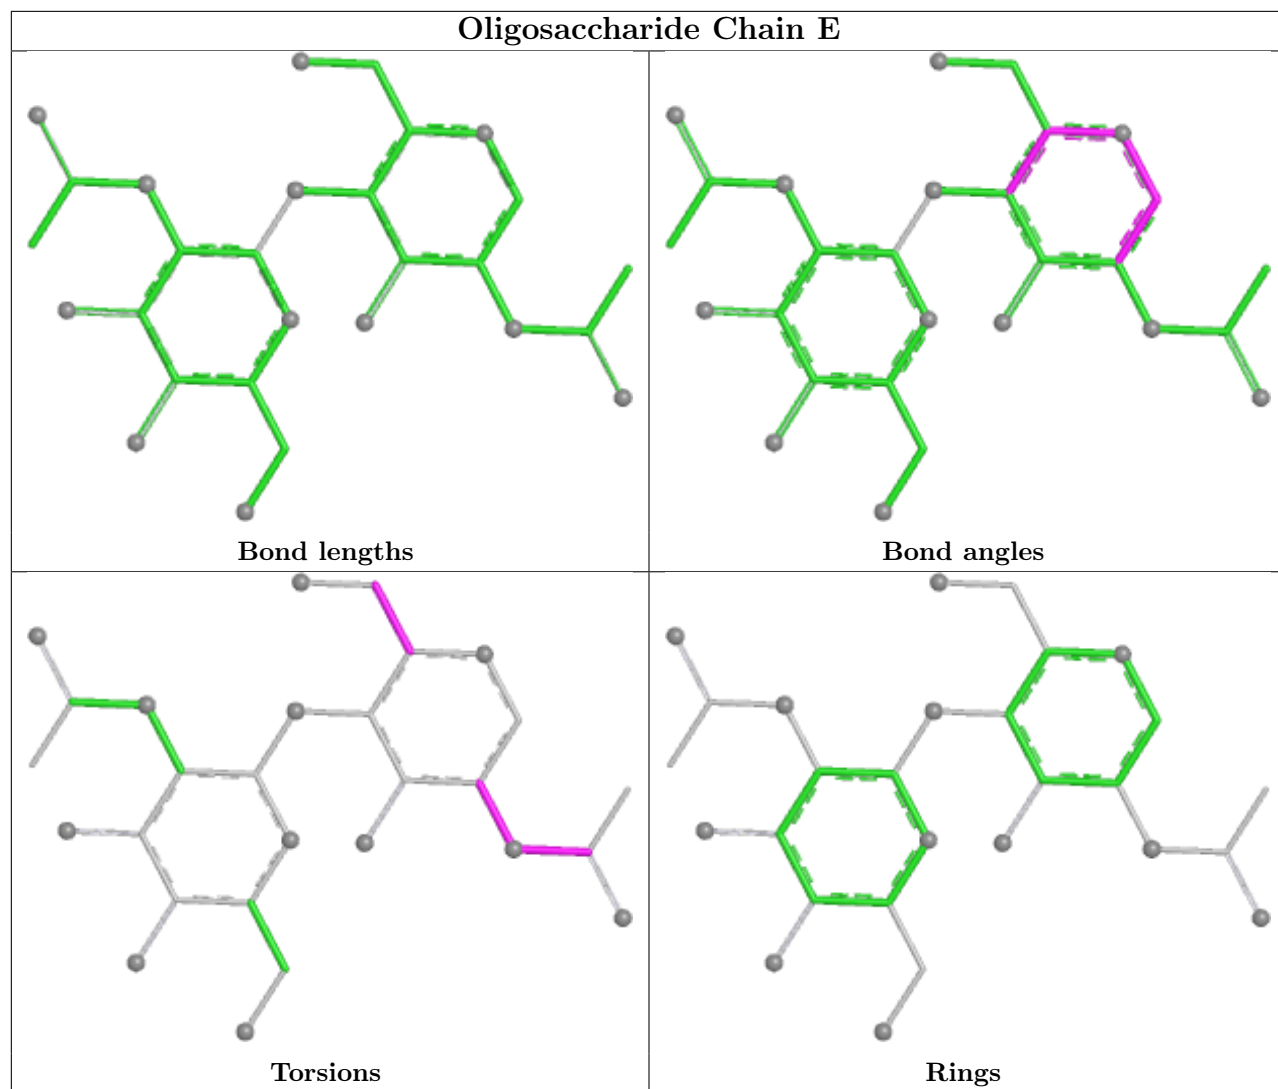 Oligosaccharide Chain E
Bond lengths
Bond angles
Torsions
Rings